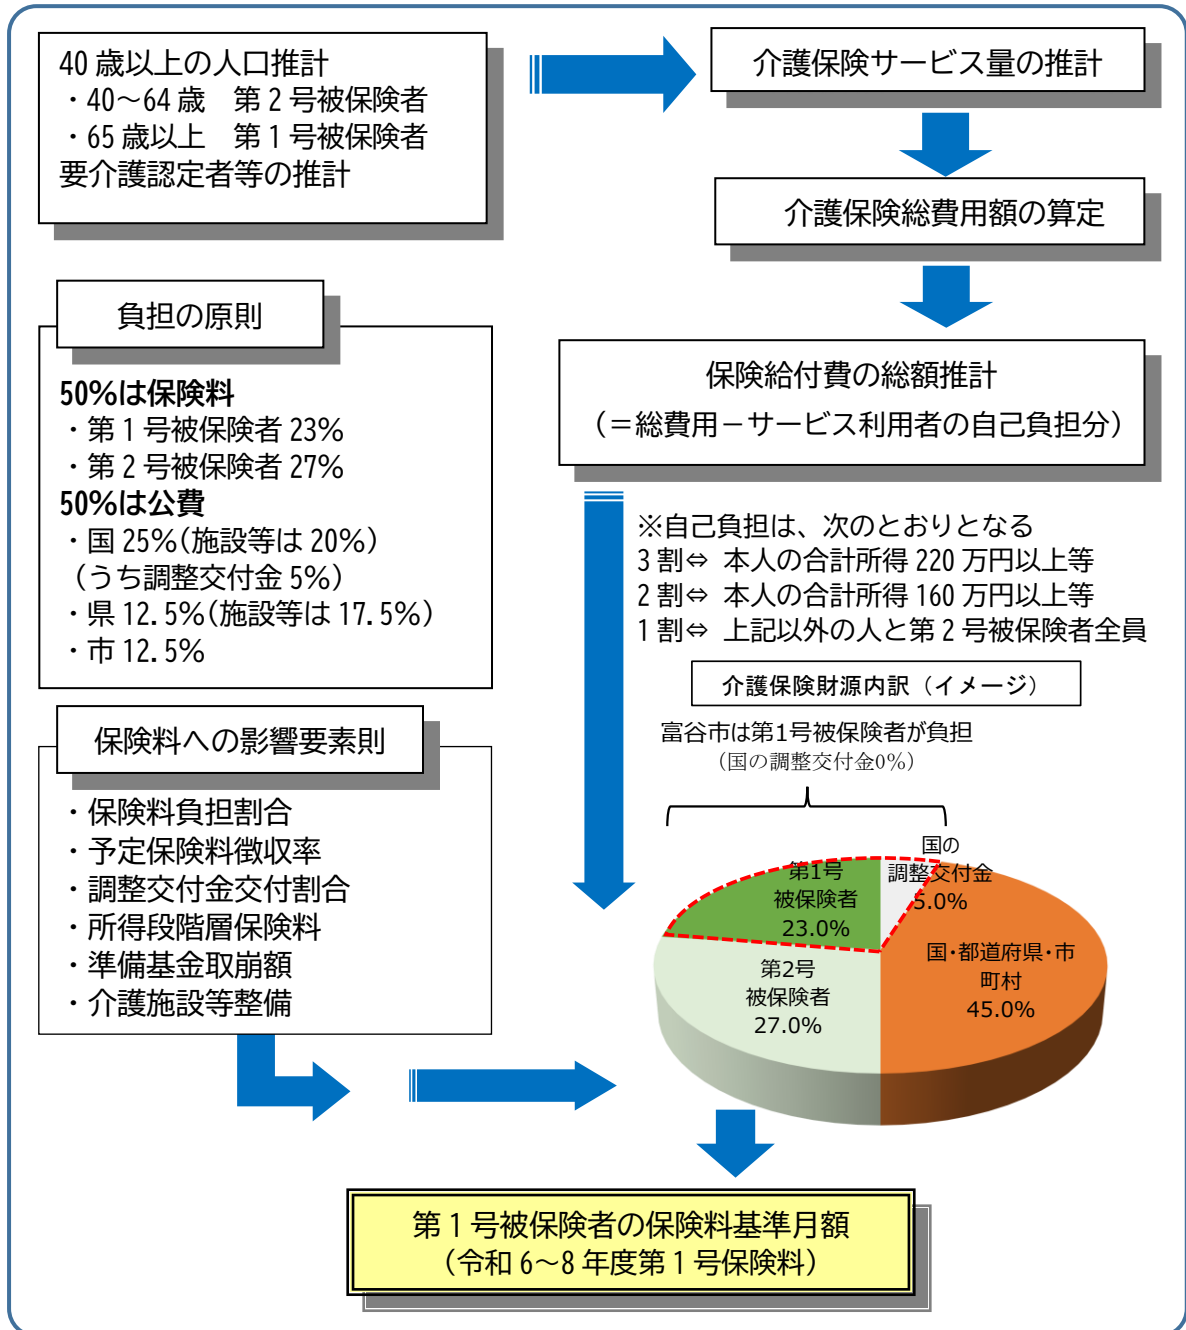 40歳以上の人口推計
・40～64歳　第2号被保険者
・65歳以上　第1号被保険者
要介護認定者等の推計
介護保険サービス量の推計
介護保険総費用額の算定
保険給付費の総額推計
（＝総費用－サービス利用者の自己負担分）
負担の原則
50%は保険料
・第1号被保険者23%
・第2号被保険者27%
50%は公費
・国25%(施設等は20%)
（うち調整交付金5%）
・県12.5%(施設等は17.5%)
・市12.5%
※自己負担は、次のとおりとなる
3割⇔ 本人の合計所得220万円以上等
2割⇔ 本人の合計所得160万円以上等
1割⇔ 上記以外の人と第2号被保険者全員
保険料への影響要素則
・保険料負担割合
・予定保険料徴収率
・調整交付金交付割合
・所得段階層保険料
・準備基金取崩額
・介護施設等整備
介護保険財源内訳（イメージ）
富谷市は第1号被保険者が負担
（国の調整交付金0%）
第1号
被保険者
23.0%
国の
調整交付金
5.0%
国・都道府県・市
町村
45.0%
第2号
被保険者
27.0%
第1号被保険者の保険料基準月額
（令和6～8年度第1号保険料）